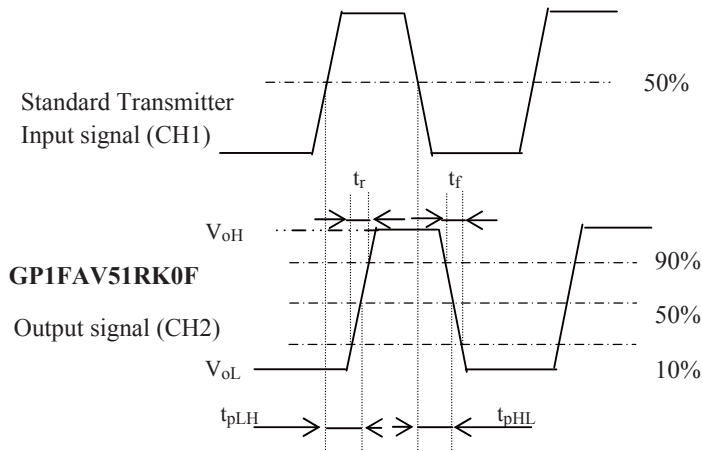 50%
Standard Transmitter
Input signal (CH1)
tr
tf
VoH
90%
GP1FAV51RK0F
50%
Output signal (CH2)
VoL
10%
tpLH
tpHL